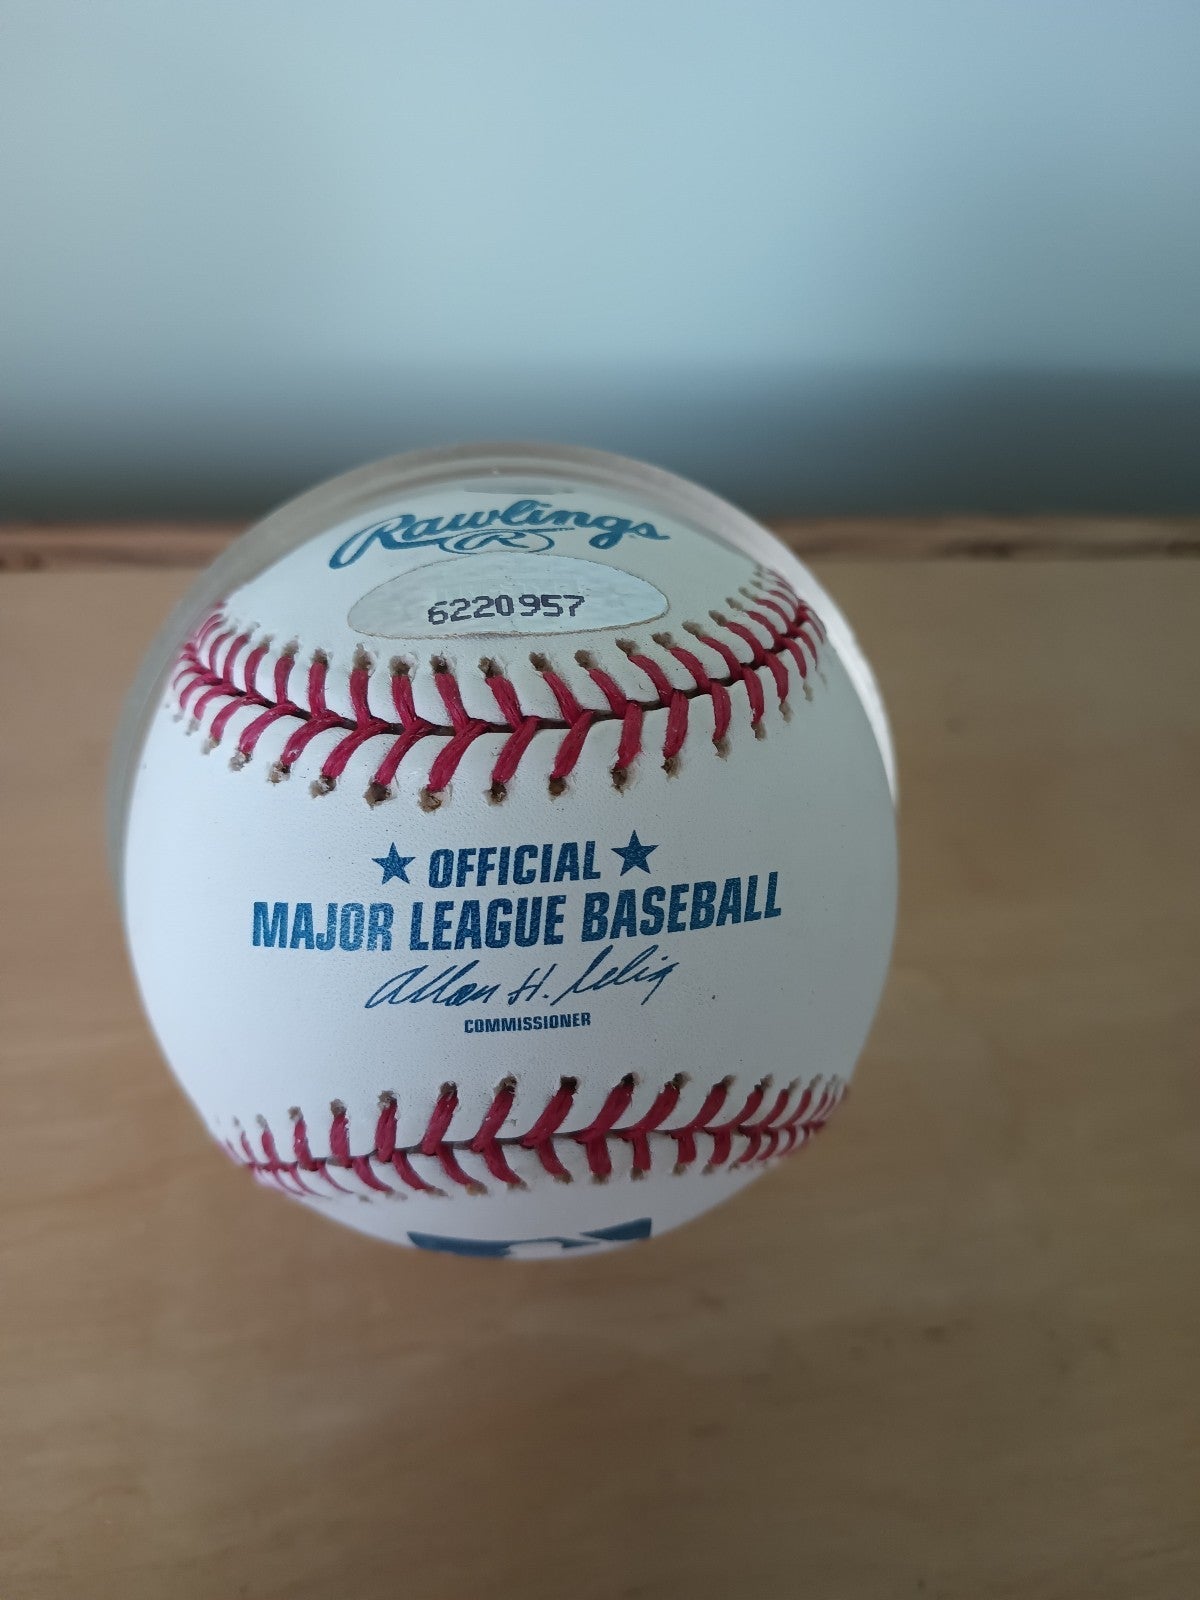 Rawlings
R
6220957
★ OFFICIAL ★
MAJOR LEAGUE BASEBALL
Allan H. Selig
COMMISSIONER